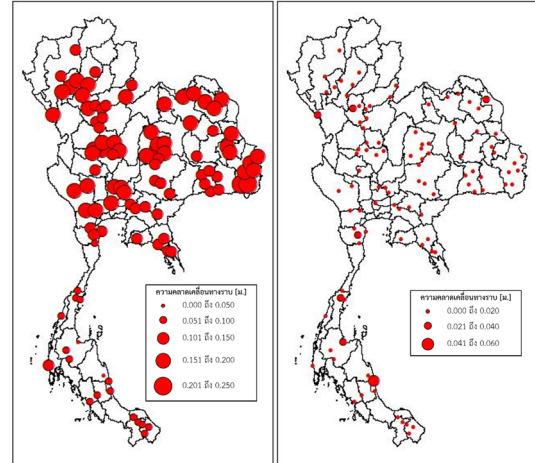 ความคลาดเคลื่อนทางราบ [ม.]
0.000 ถึง 0.050
0.051 ถึง 0.100
0.101 ถึง 0.150
0.151 ถึง 0.200
0.201 ถึง 0.250
ความคลาดเคลื่อนทางราบ [ม.]
0.000 ถึง 0.020
0.021 ถึง 0.040
0.041 ถึง 0.060